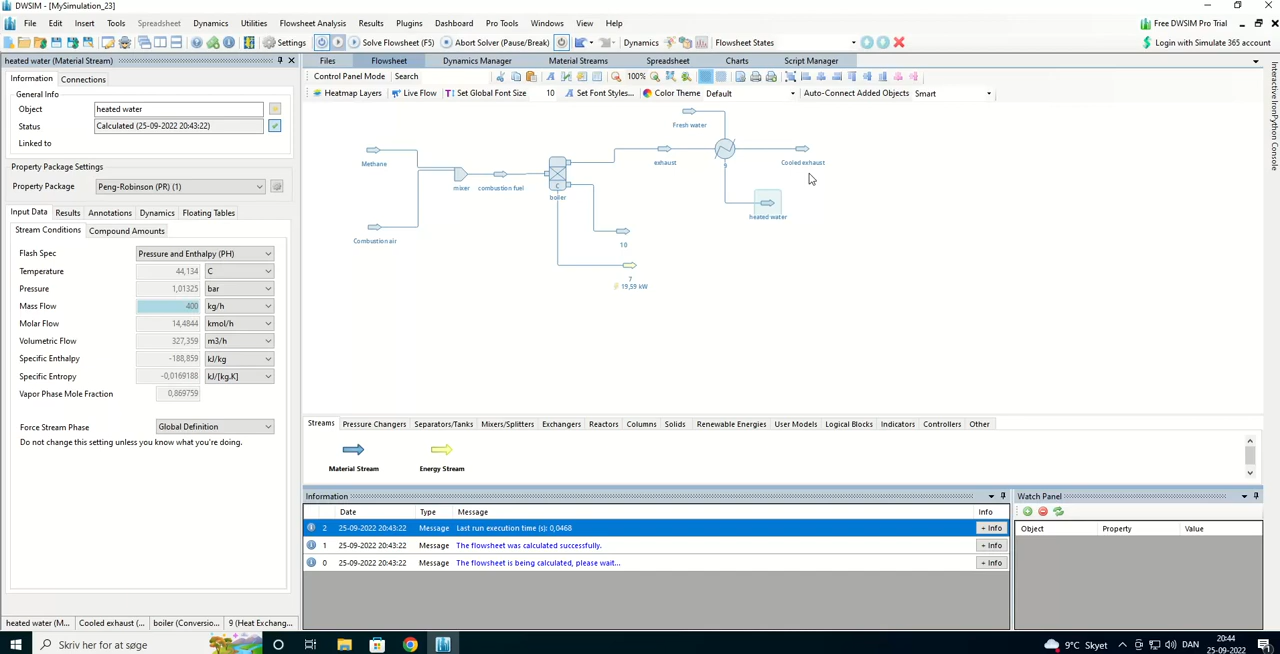 DWSIM - [MySimulation_23]
File Edit Insert Tools Spreadsheet Dynamics Utilities Flowsheet Analysis Results Plugins Dashboard Pro Tools Windows View Help
Free DWSIM Pro Trial
Settings Solve Flowsheet (F5) Abort Solver (Pause/Break) Dynamics Flowsheet States
Login with Simulate 365 account
heated water (Material Stream)
Files Flowsheet Dynamics Manager Material Streams Spreadsheet Charts Script Manager
Information Connections
Control Panel Mode Search 100%
Heatmap Layers Live Flow Set Global Font Size 10 Set Font Styles... Color Theme Default Auto-Connect Added Objects Smart
General Info
Object heated water
Status Calculated (25-09-2022 20:43:22)
Linked to
Property Package Settings
Property Package Peng-Robinson (PR) (1)
Input Data Results Annotations Dynamics Floating Tables
Stream Conditions Compound Amounts
Flash Spec Pressure and Enthalpy (PH)
Temperature 44,134 C
Pressure 1,01325 bar
Mass Flow 400 kg/h
Molar Flow 14,4844 kmol/h
Volumetric Flow 327,359 m3/h
Specific Enthalpy -188,859 kJ/kg
Specific Entropy -0,0169188 kJ/[kg.K]
Vapor Phase Mole Fraction 0,869759
Force Stream Phase Global Definition
Do not change this setting unless you know what you're doing.
Fresh water
Methane
mixer
combustion fuel
C
boiler
exhaust
9
Cooled exhaust
heated water
Combustion air
10
7
19,59 kW
Streams Pressure Changers Separators/Tanks Mixers/Splitters Exchangers Reactors Columns Solids Renewable Energies User Models Logical Blocks Indicators Controllers Other
Material Stream Energy Stream
Information
Date Type Message Info
2 25-09-2022 20:43:22 Message Last run execution time (s): 0,0468 + Info
1 25-09-2022 20:43:22 Message The flowsheet was calculated successfully. + Info
0 25-09-2022 20:43:22 Message The flowsheet is being calculated, please wait... + Info
Watch Panel
Object Property Value
Interactive IronPython Console
heated water (M... Cooled exhaust (... boiler (Conversio... 9 (Heat Exchang...
Skriv her for at søge
9°C Skyet DAN
20:44
25-09-2022
1